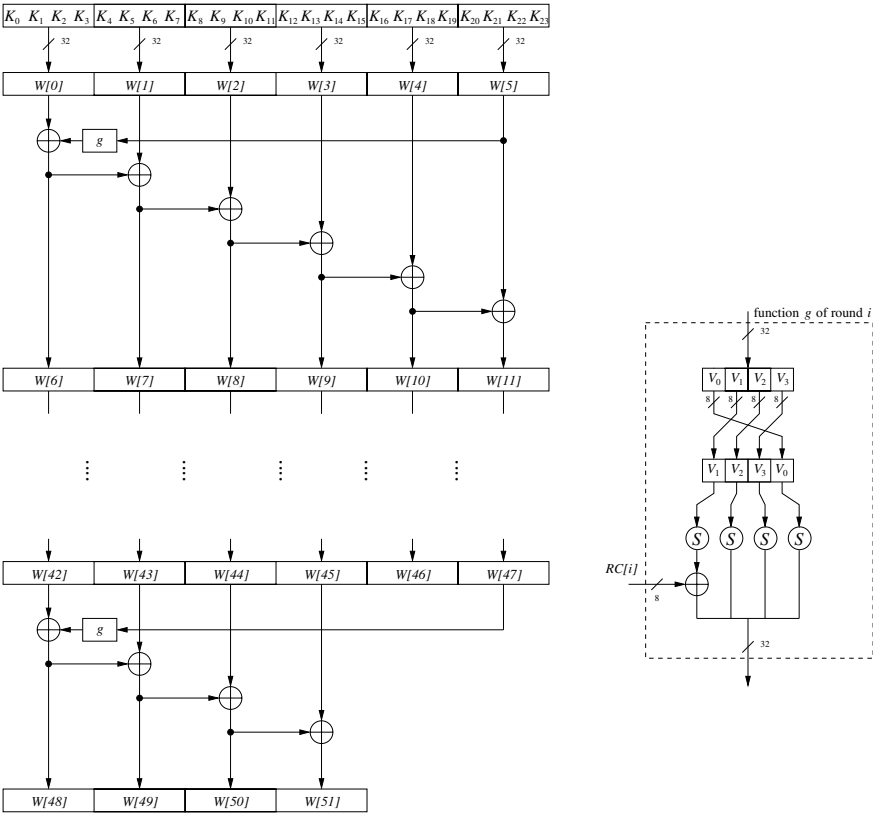 K0 K1 K2 K3 K4 K5 K6 K7 K8 K9 K10 K11 K12 K13 K14 K15 K16 K17 K18 K19 K20 K21 K22 K23
32 32 32 32 32 32
W[0] W[1] W[2] W[3] W[4] W[5]
g
function g of round i
32
W[6] W[7] W[8] W[9] W[10] W[11]
V0 V1 V2 V3
8 8 8 8
V1 V2 V3 V0
S S S S
W[42] W[43] W[44] W[45] W[46] W[47]
RC[i]
8
g
32
W[48] W[49] W[50] W[51]